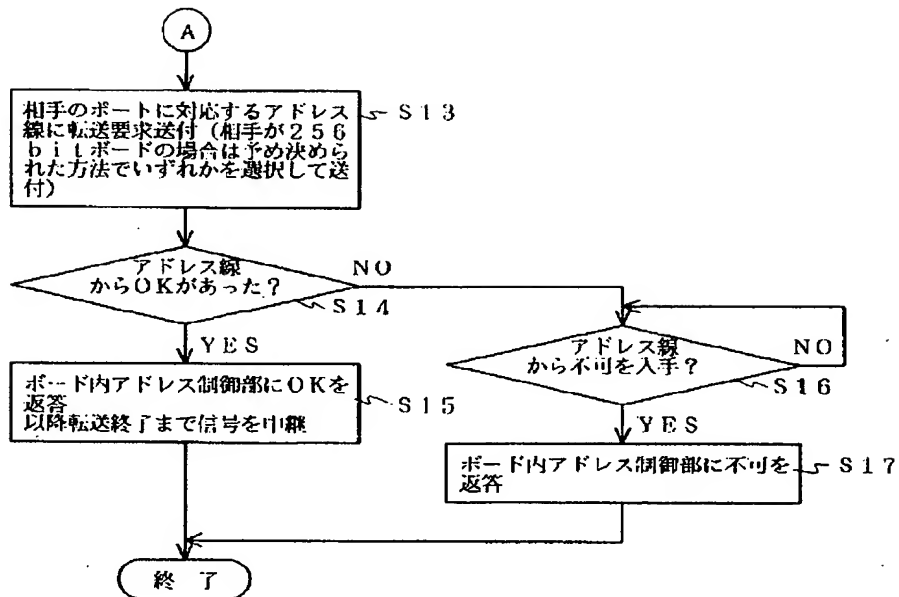 A
相手のポートに対応するアドレス
線に転送要求送付（相手が２５６
ｂｉｔボードの場合は予め決めら
れた方法でいずれかを選択して送
付）
Ｓ１３
アドレス線
からＯＫがあった？
ＮＯ
Ｓ１４
ＹＥＳ
ボード内アドレス制御部にＯＫを
返答
以降転送終了まで信号を中継
Ｓ１５
アドレス線
から不可を入手？
ＮＯ
Ｓ１６
ＹＥＳ
ボード内アドレス制御部に不可を
返答
Ｓ１７
終 了